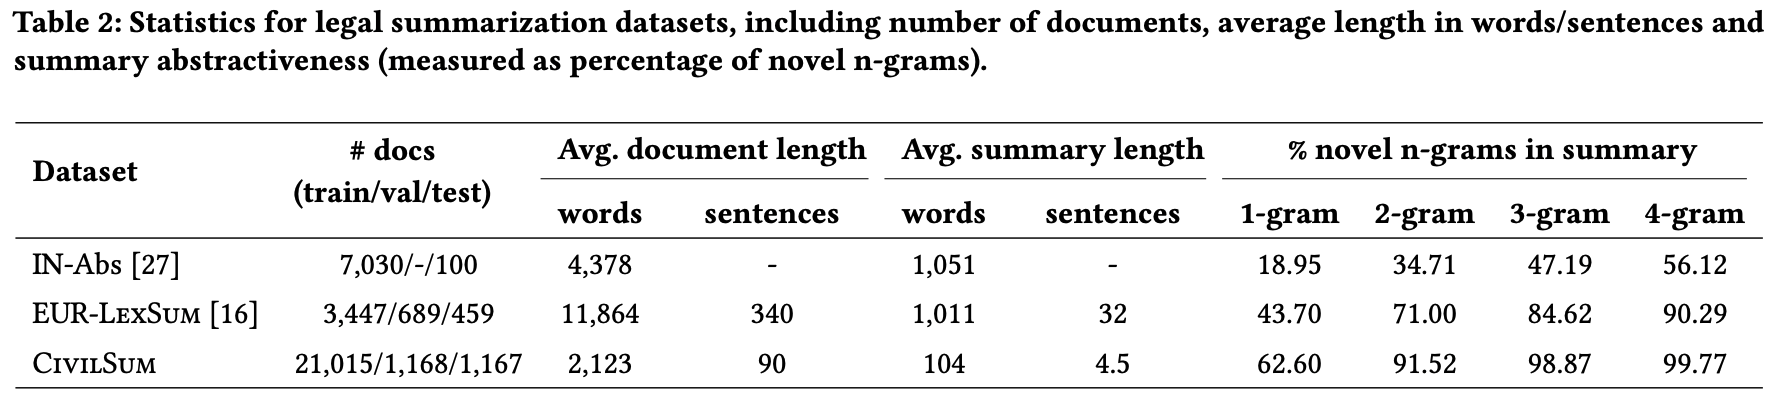 Table 2: Statistics for legal summarization datasets, including number of documents, average length in words/sentences and
summary abstractiveness (measured as percentage of novel n-grams).
Dataset # docs (train/val/test) Avg. document length Avg. summary length % novel n-grams in summary
words sentences words sentences 1-gram 2-gram 3-gram 4-gram
IN-Abs [27] 7,030/-/100 4,378 - 1,051 - 18.95 34.71 47.19 56.12
EUR-LexSum [16] 3,447/689/459 11,864 340 1,011 32 43.70 71.00 84.62 90.29
CivilSum 21,015/1,168/1,167 2,123 90 104 4.5 62.60 91.52 98.87 99.77